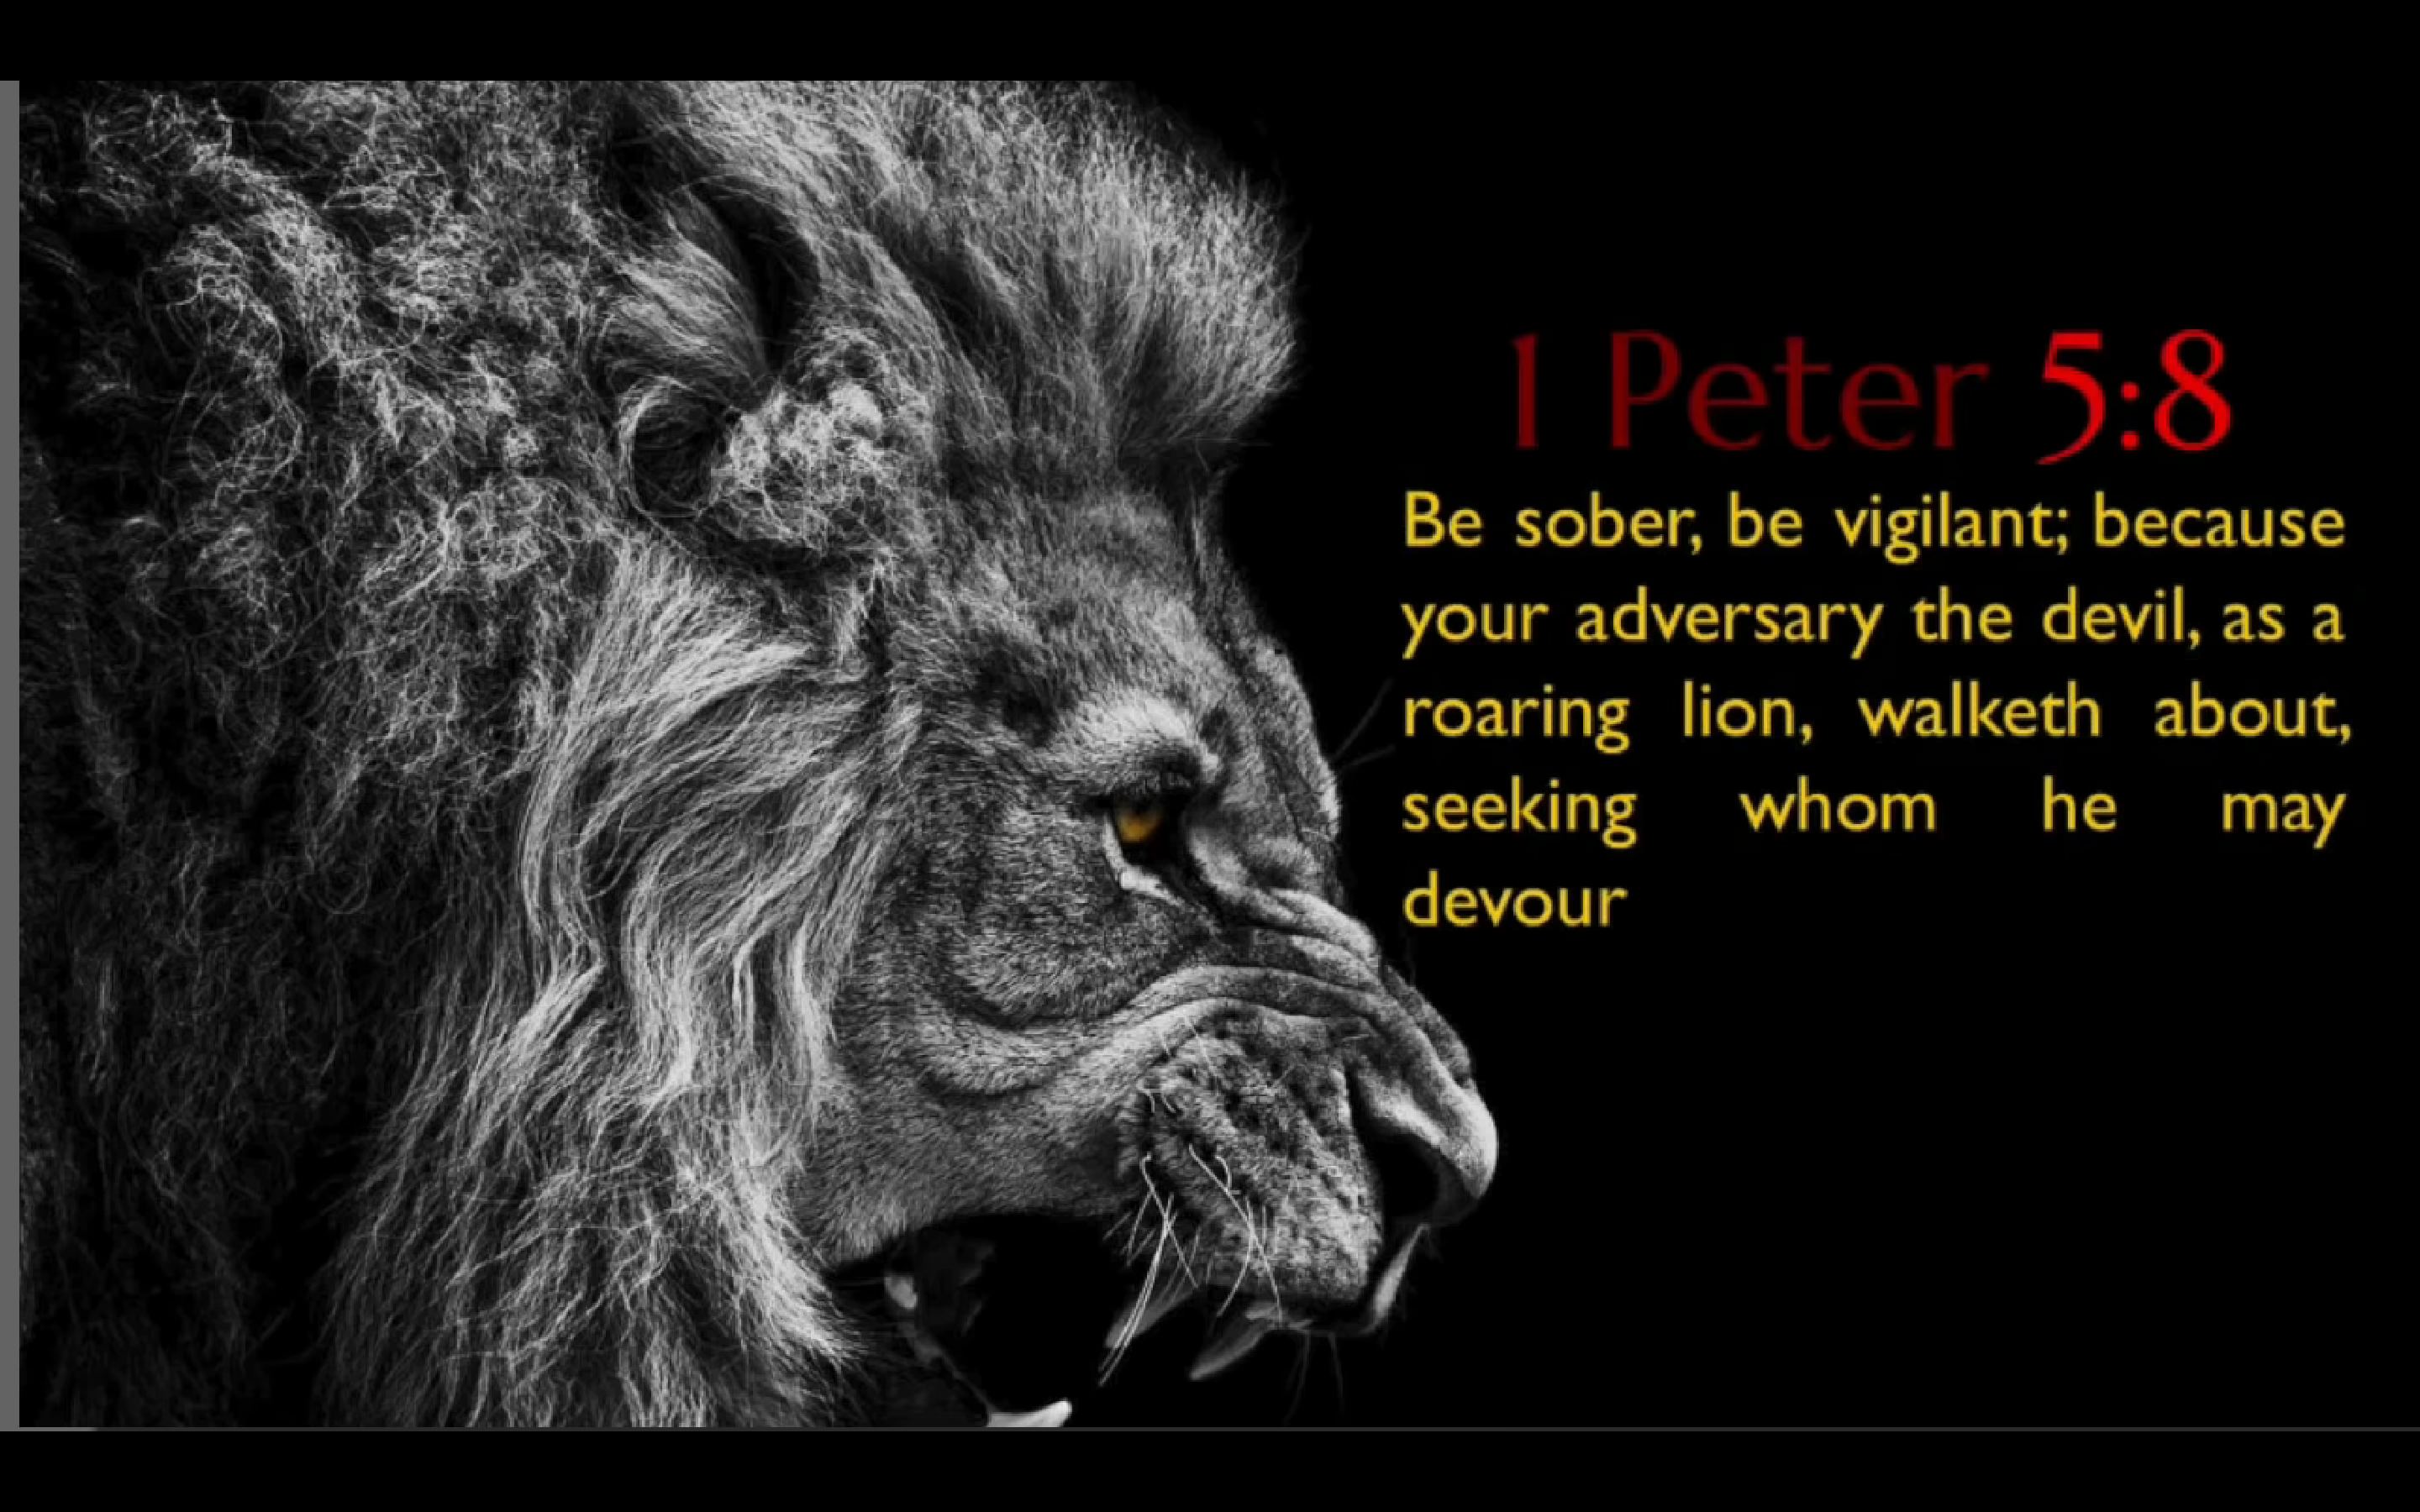 1 Peter 5:8
Be sober, be vigilant; because
your adversary the devil, as a
roaring lion, walketh about,
seeking whom he may
devour